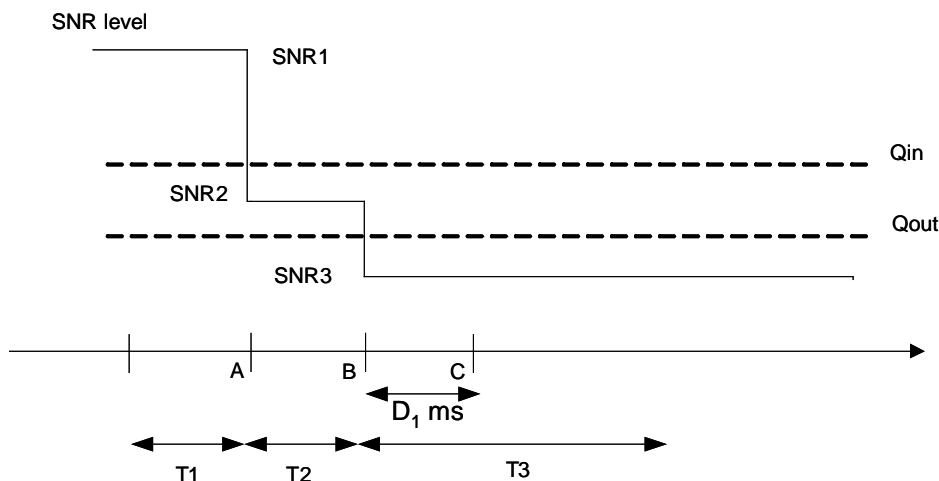 SNR level
SNR1
Qin
SNR2
Qout
SNR3
A B C
D1 ms
T1 T2 T3